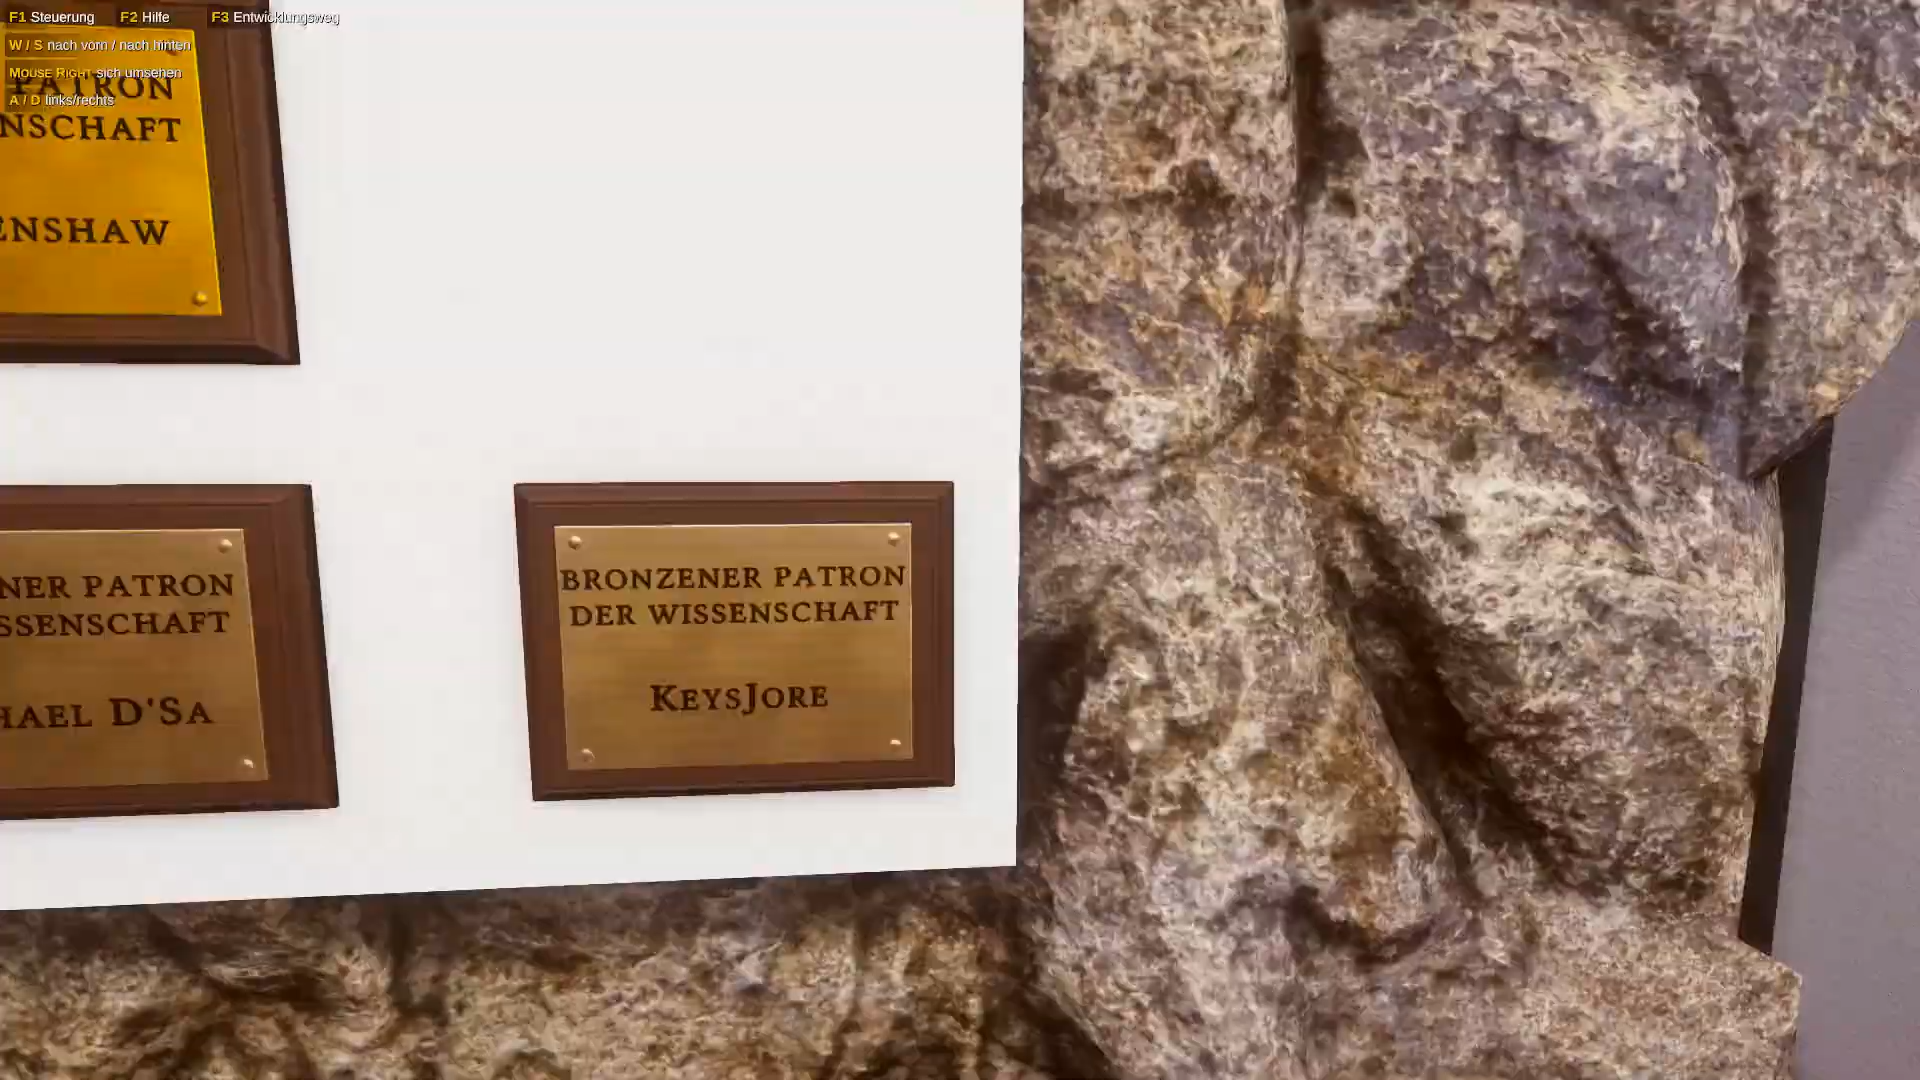 F1 Steuerung F2 Hilfe F3 Entwicklungsweg
W / S nach vorn / nach hinten
Mouse Right sich umsehen
A / D links/rechts
PATRON
NSCHAFT
ENSHAW
NER PATRON
SSENSCHAFT
HAEL D'SA
BRONZENER PATRON
DER WISSENSCHAFT
KEYSJORE